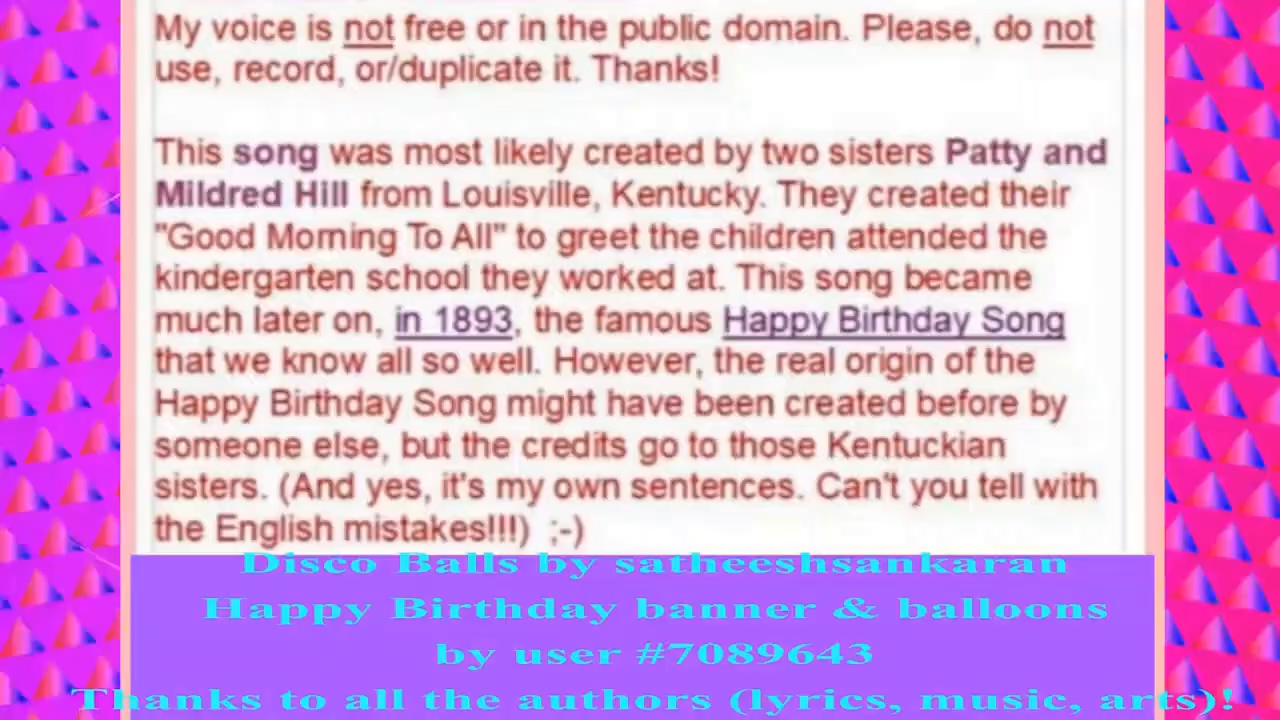 My voice is not free or in the public domain. Please, do not
use, record, or/duplicate it. Thanks!
This song was most likely created by two sisters Patty and
Mildred Hill from Louisville, Kentucky. They created their
"Good Morning To All" to greet the children attended the
kindergarten school they worked at. This song became
much later on, in 1893, the famous Happy Birthday Song
that we know all so well. However, the real origin of the
Happy Birthday Song might have been created before by
someone else, but the credits go to those Kentuckian
sisters. (And yes, it's my own sentences. Can't you tell with
the English mistakes!!!) ;-)
Disco Balls by satheeshsankaran
Happy Birthday banner & balloons
by user #7089643
Thanks to all the authors (lyrics, music, arts)!